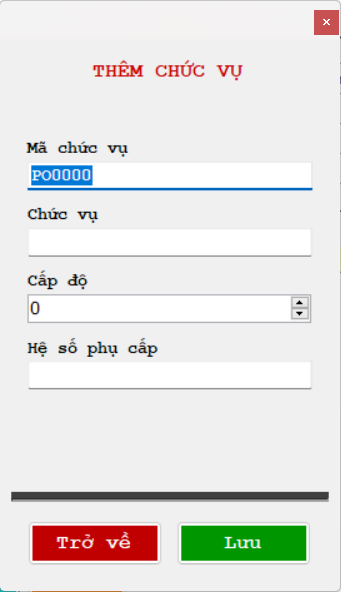 THÊM CHỨC VỤ
Mã chức vụ
PO0000
Chức vụ
Cấp độ
0
Hệ số phụ cấp
Trở về
Lưu